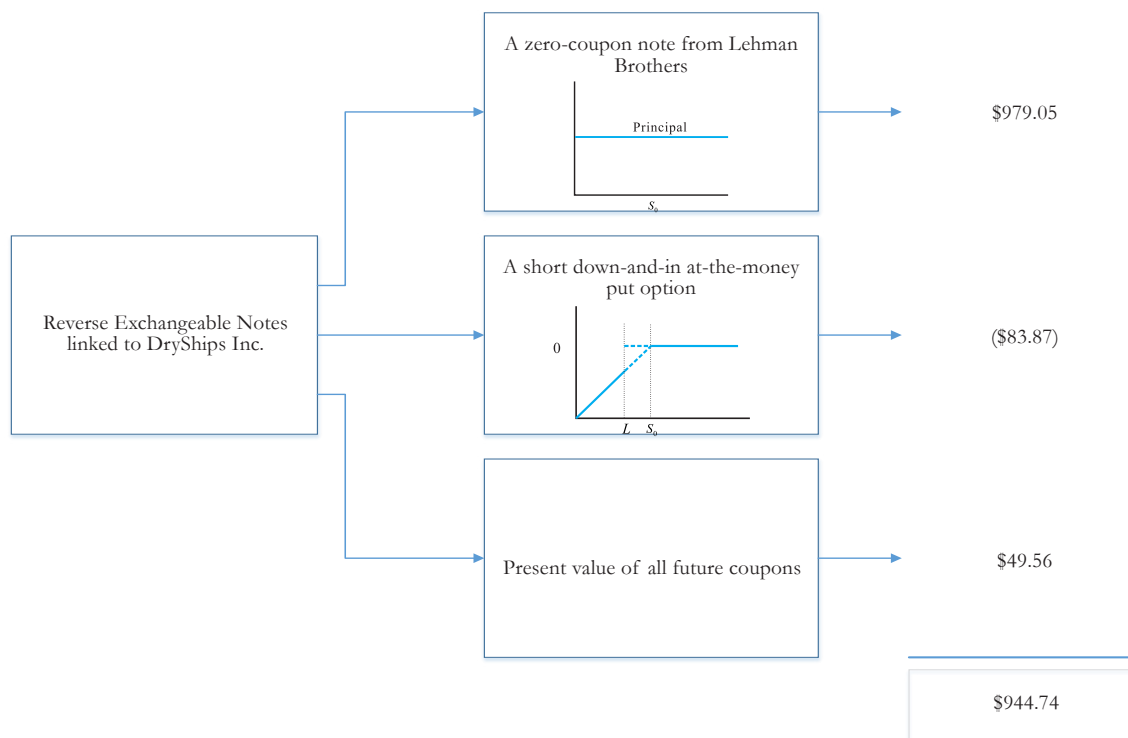 A zero-coupon note from Lehman
Brothers
Principal
S₀
$979.05
Reverse Exchangeable Notes
linked to DryShips Inc.
A short down-and-in at-the-money
put option
0
L S₀
($83.87)
Present value of all future coupons
$49.56
$944.74